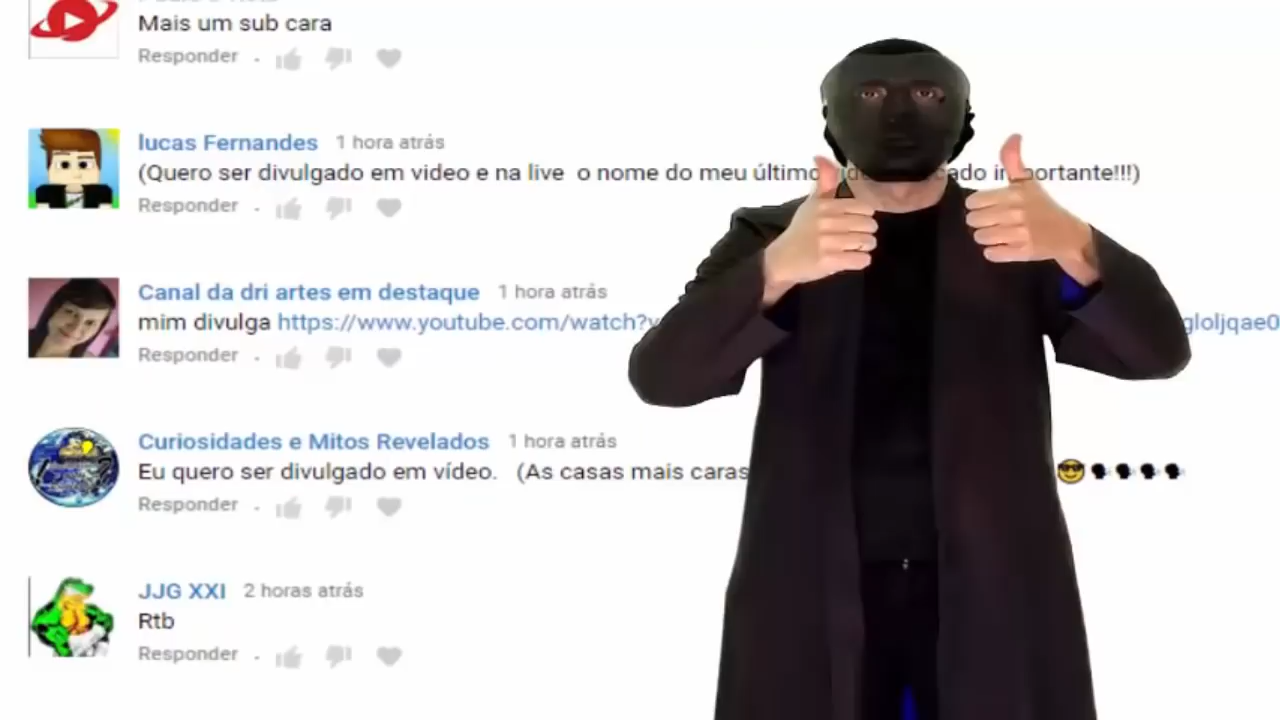 Mais um sub cara
Responder
lucas Fernandes 1 hora atrás
(Quero ser divulgado em video e na live o nome do meu último
Responder
Canal da dri artes em destaque 1 hora atrás
mim divulga https://www.youtube.com/watch?v
Responder
Curiosidades e Mitos Revelados 1 hora atrás
Eu quero ser divulgado em vídeo. (As casas mais caras
Responder
JJG XXI 2 horas atrás
Rtb
Responder